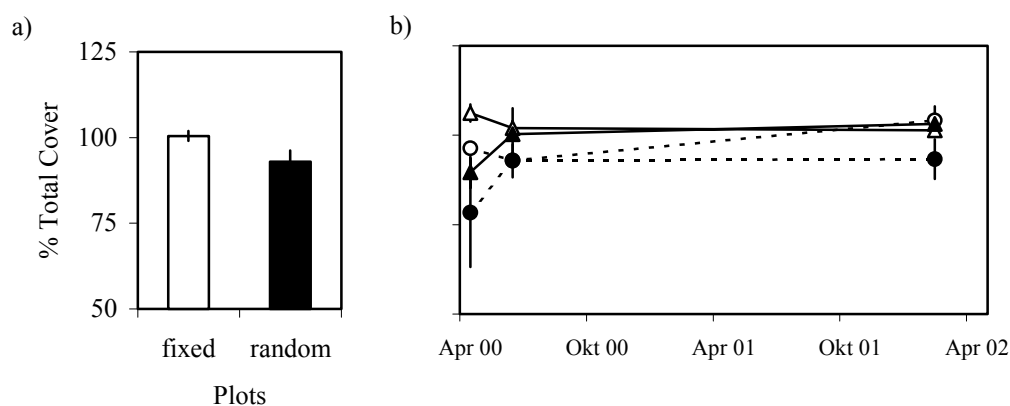 a)
% Total Cover
125
100
75
50
fixed random
Plots
b)
Apr 00 Okt 00 Apr 01 Okt 01 Apr 02